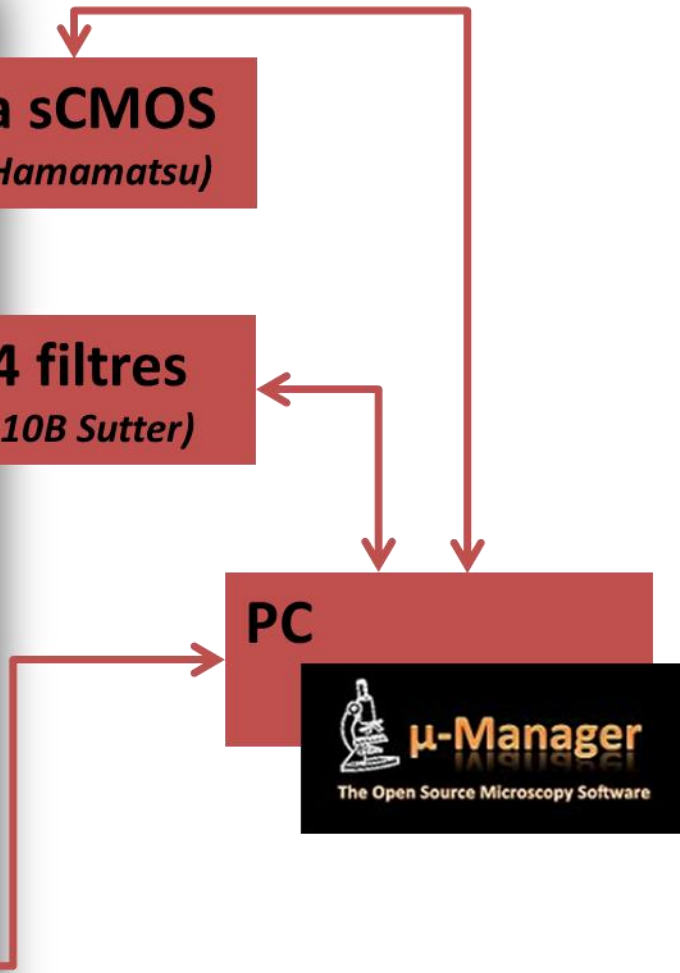 a sCMOS
Hamamatsu)
4 filtres
10B Sutter)
PC
µ-Manager
The Open Source Microscopy Software